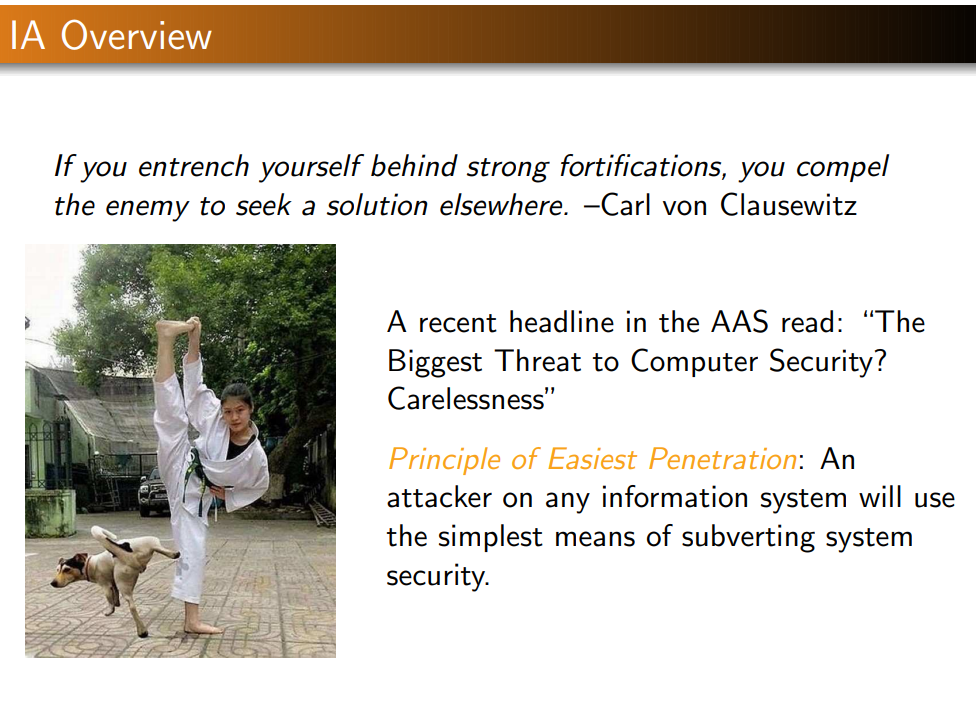 IA Overview
If you entrench yourself behind strong fortifications, you compel
the enemy to seek a solution elsewhere. –Carl von Clausewitz
A recent headline in the AAS read: “The
Biggest Threat to Computer Security?
Carelessness”
Principle of Easiest Penetration: An
attacker on any information system will use
the simplest means of subverting system
security.